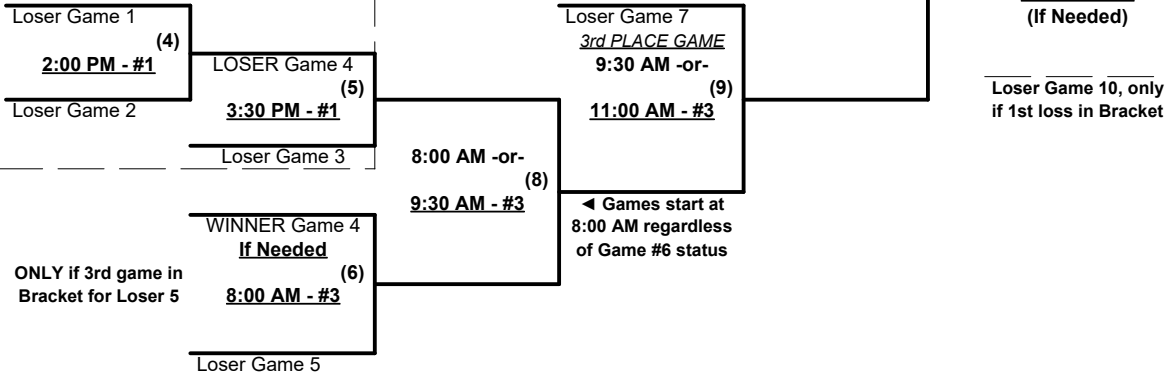 Loser Game 1
(4)
2:00 PM - #1
Loser Game 2
LOSER Game 4
(5)
3:30 PM - #1
Loser Game 3
WINNER Game 4
If Needed
(6)
8:00 AM - #3
Loser Game 5
ONLY if 3rd game in
Bracket for Loser 5
8:00 AM -or-
(8)
9:30 AM - #3
Loser Game 7
3rd PLACE GAME
9:30 AM -or-
(9)
11:00 AM - #3
◄ Games start at
8:00 AM regardless
of Game #6 status
(If Needed)
Loser Game 10, only
if 1st loss in Bracket